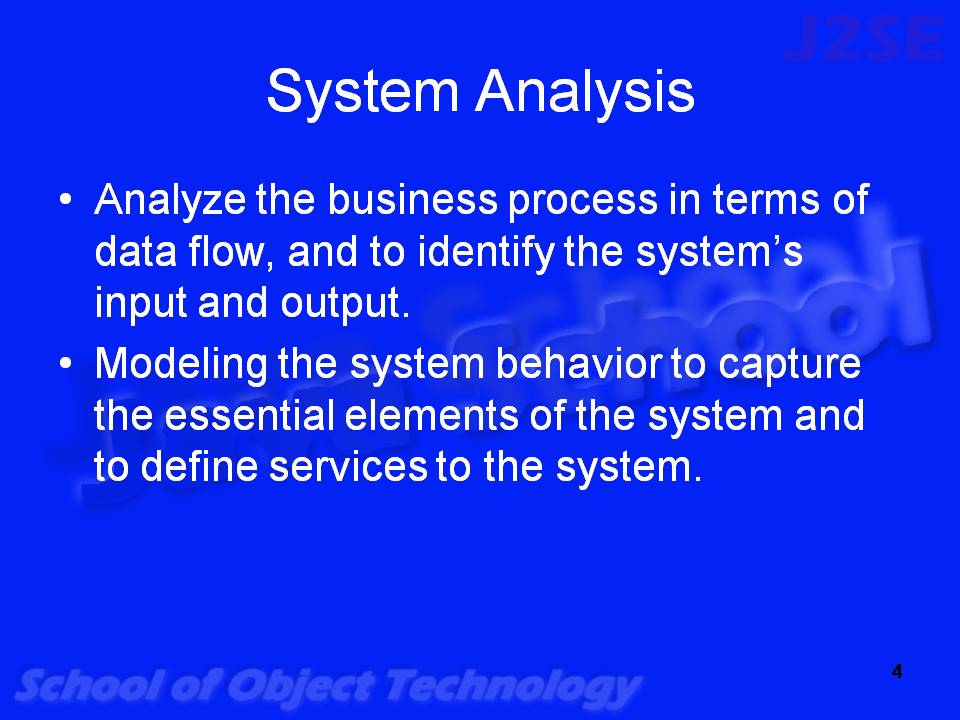 J2SE
System Analysis
• Analyze the business process in terms of
data flow, and to identify the system’s
input and output.
• Modeling the system behavior to capture
the essential elements of the system and
to define services to the system.
Java School
School of Object Technology
4